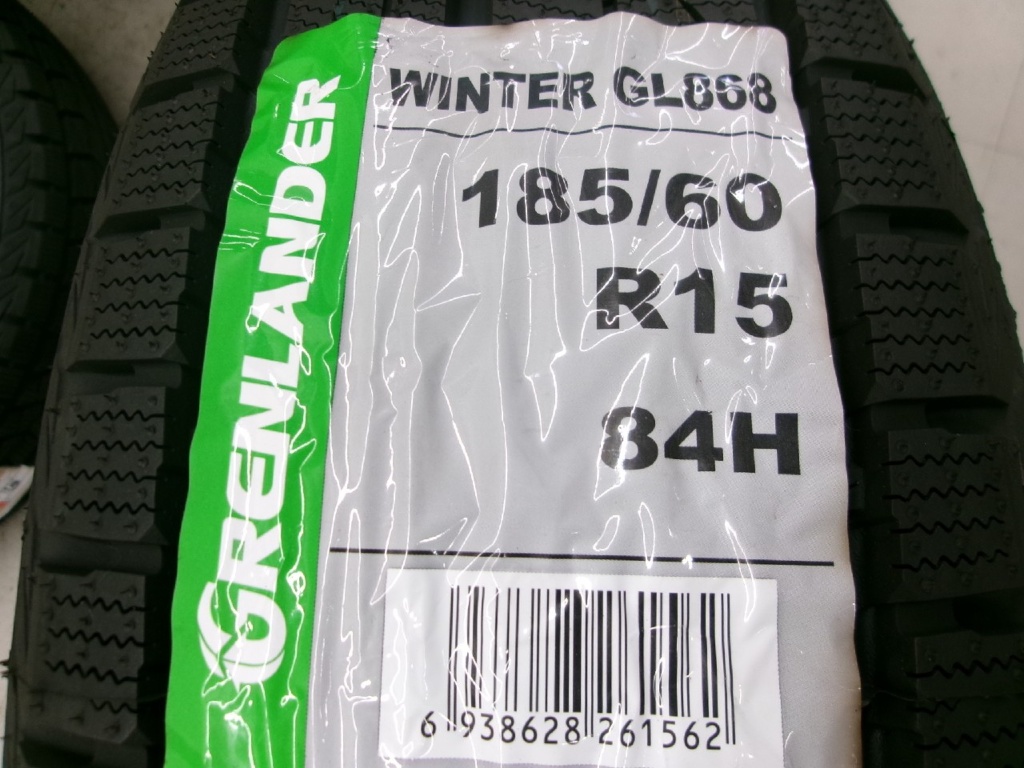 GRENLANDER
WINTER GL868
185/60
R15
84H
6 938628 261562